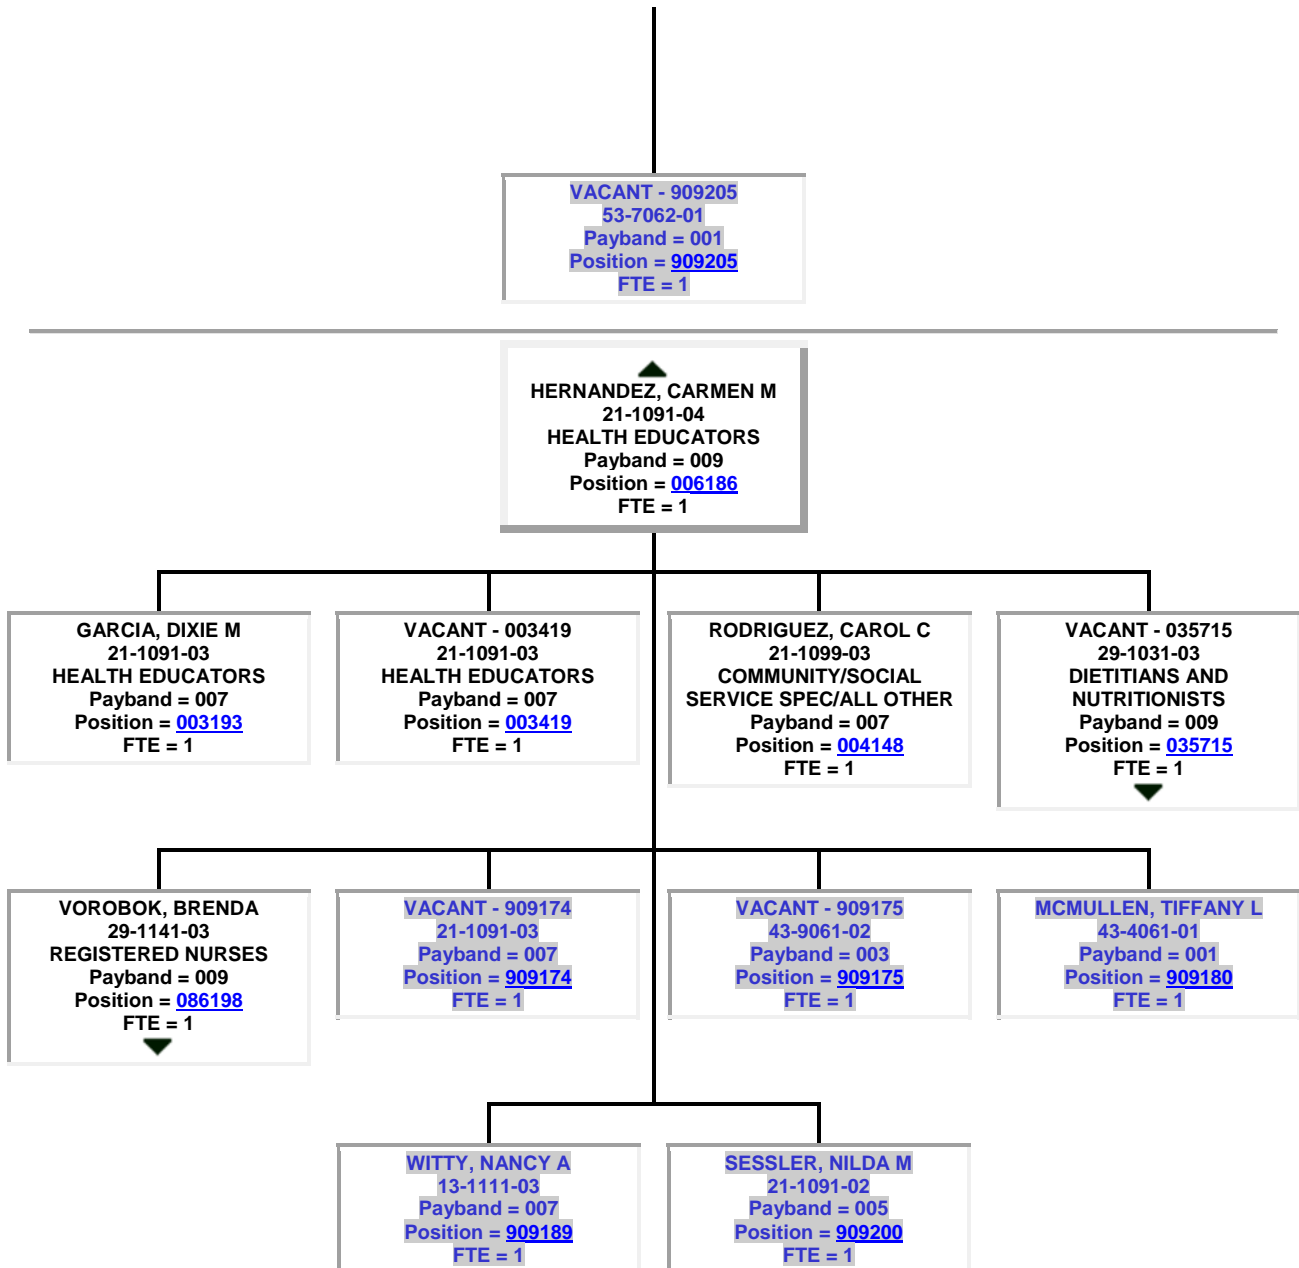 VACANT - 909205
53-7062-01
Payband = 001
Position = 909205
FTE = 1
HERNANDEZ, CARMEN M
21-1091-04
HEALTH EDUCATORS
Payband = 009
Position = 006186
FTE = 1
GARCIA, DIXIE M
21-1091-03
HEALTH EDUCATORS
Payband = 007
Position = 003193
FTE = 1
VACANT - 003419
21-1091-03
HEALTH EDUCATORS
Payband = 007
Position = 003419
FTE = 1
RODRIGUEZ, CAROL C
21-1099-03
COMMUNITY/SOCIAL
SERVICE SPEC/ALL OTHER
Payband = 007
Position = 004148
FTE = 1
VACANT - 035715
29-1031-03
DIETITIANS AND
NUTRITIONISTS
Payband = 009
Position = 035715
FTE = 1
VOROBOK, BRENDA
29-1141-03
REGISTERED NURSES
Payband = 009
Position = 086198
FTE = 1
VACANT - 909174
21-1091-03
Payband = 007
Position = 909174
FTE = 1
VACANT - 909175
43-9061-02
Payband = 003
Position = 909175
FTE = 1
MCMULLEN, TIFFANY L
43-4061-01
Payband = 001
Position = 909180
FTE = 1
WITTY, NANCY A
13-1111-03
Payband = 007
Position = 909189
FTE = 1
SESSLER, NILDA M
21-1091-02
Payband = 005
Position = 909200
FTE = 1